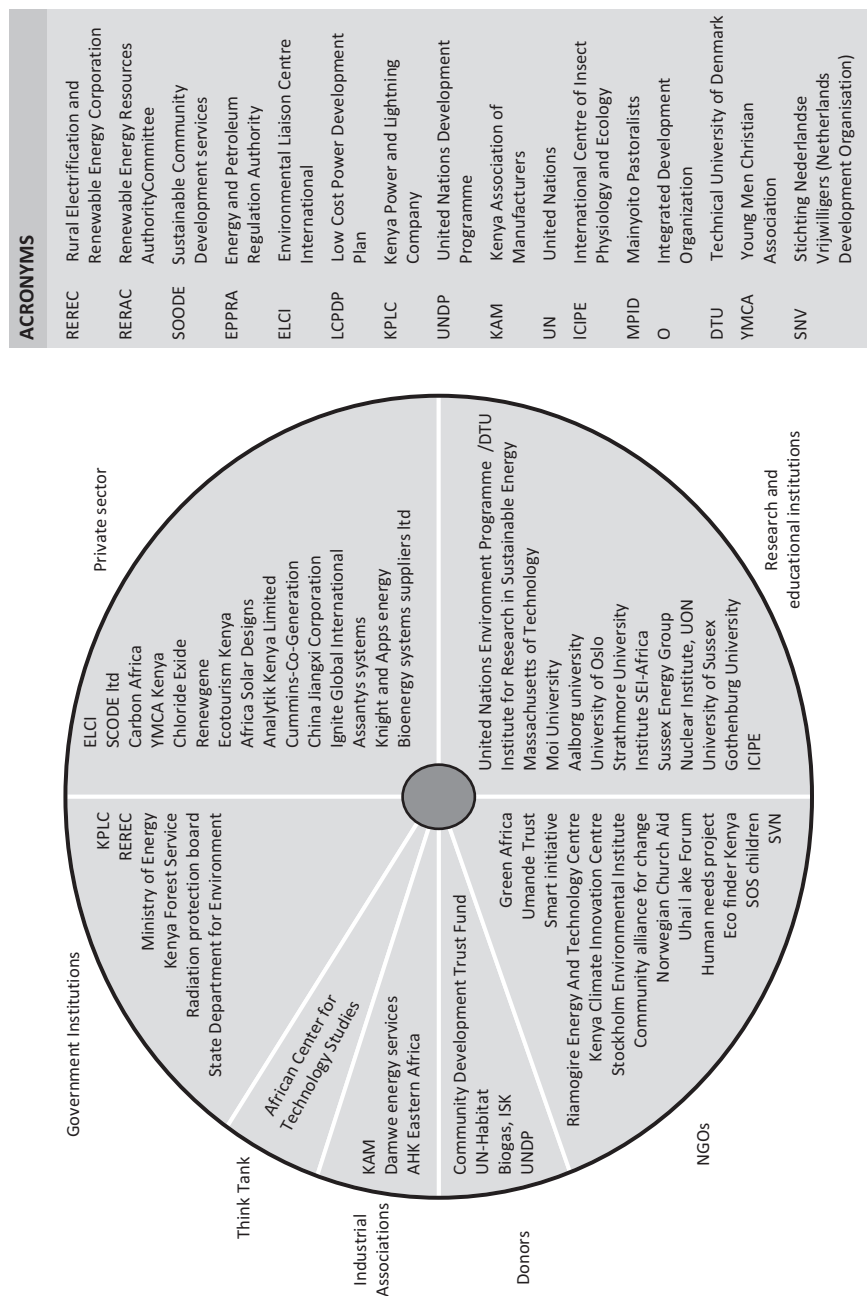 Government Institutions
KPLC
REREC
Ministry of Energy
Kenya Forest Service
Radiation protection board
State Department for Environment
Private sector
ELCI
SCODE ltd
Carbon Africa
YMCA Kenya
Chloride Exide
Renewgene
Ecotourism Kenya
Africa Solar Designs
Analytik Kenya Limited
Cummins-Co-Generation
China Jiangxi Corporation
Ignite Global International
Assantys systems
Knight and Apps energy
Bioenergy systems suppliers ltd
Think Tank
African Center for
Technology Studies
Industrial
Associations
KAM
Damwe energy services
AHK Eastern Africa
Donors
Community Development Trust Fund
UN-Habitat
Biogas, ISK
UNDP
NGOs
Green Africa
Umande Trust
Smart initiative
Riamogire Energy And Technology Centre
Kenya Climate Innovation Centre
Stockholm Environmental Institute
Community alliance for change
Norwegian Church Aid
Uhai Lake Forum
Human needs project
Eco finder Kenya
SOS children
SVN
United Nations Environment Programme /DTU
Institute for Research in Sustainable Energy
Massachusetts of Technology
Moi University
Aalborg university
University of Oslo
Strathmore University
Institute SEI-Africa
Sussex Energy Group
Nuclear Institute, UON
University of Sussex
Gothenburg University
ICIPE
Research and
educational institutions
ACRONYMS
REREC Rural Electrification and
Renewable Energy Corporation
RERAC Renewable Energy Resources
AuthorityCommittee
SOODE Sustainable Community
Development services
EPPRA Energy and Petroleum
Regulation Authority
ELCI Environmental Liaison Centre
International
LCPDP Low Cost Power Development
Plan
KPLC Kenya Power and Lightning
Company
UNDP United Nations Development
Programme
KAM Kenya Association of
Manufacturers
UN United Nations
ICIPE International Centre of Insect
Physiology and Ecology
MPID Mainyoito Pastoralists
O Integrated Development
Organization
DTU Technical University of Denmark
YMCA Young Men Christian
Association
SNV Stichting Nederlandse
Vrijwilligers (Netherlands
Development Organisation)